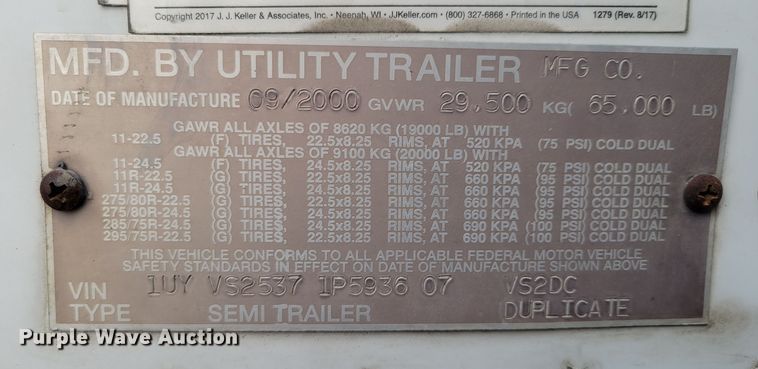 Copyright 2017 J. J. Keller & Associates, Inc. • Neenah, WI • JJKeller.com • (800) 327-6868 • Printed in the USA 1279 (Rev. 8/17)
MFD. BY UTILITY TRAILER MFG CO.
DATE OF MANUFACTURE 09/2000 GVWR 29,500 KG( 65,000 LB)
GAWR ALL AXLES OF 8620 KG (19000 LB) WITH
11-22.5 (F) TIRES, 22.5x8.25 RIMS, AT 520 KPA (75 PSI) COLD DUAL
GAWR ALL AXLES OF 9100 KG (20000 LB) WITH
11-24.5 (F) TIRES, 24.5x8.25 RIMS, AT 520 KPA (75 PSI) COLD DUAL
11R-22.5 (G) TIRES, 22.5x8.25 RIMS, AT 660 KPA (95 PSI) COLD DUAL
11R-24.5 (G) TIRES, 24.5x8.25 RIMS, AT 660 KPA (95 PSI) COLD DUAL
275/80R-22.5 (G) TIRES, 22.5x8.25 RIMS, AT 660 KPA (95 PSI) COLD DUAL
275/80R-24.5 (G) TIRES, 24.5x8.25 RIMS, AT 660 KPA (95 PSI) COLD DUAL
285/75R-24.5 (G) TIRES, 24.5x8.25 RIMS, AT 690 KPA (100 PSI) COLD DUAL
295/75R-22.5 (G) TIRES, 22.5x8.25 RIMS, AT 690 KPA (100 PSI) COLD DUAL
THIS VEHICLE CONFORMS TO ALL APPLICABLE FEDERAL MOTOR VEHICLE
SAFETY STANDARDS IN EFFECT ON DATE OF MANUFACTURE SHOWN ABOVE
VIN 1UY VS2537 1P5936 07 VS2DC
TYPE SEMI TRAILER DUPLICATE
Purple Wave Auction